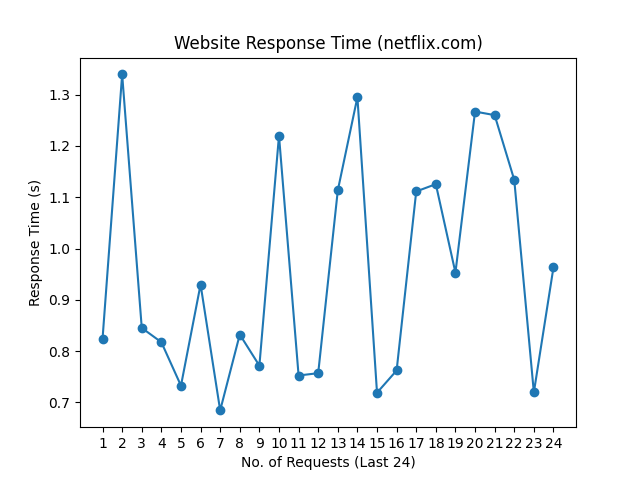 Website Response Time (netflix.com)
Response Time (s)
1.3
1.2
1.1
1.0
0.9
0.8
0.7
1 2 3 4 5 6 7 8 9 10 11 12 13 14 15 16 17 18 19 20 21 22 23 24
No. of Requests (Last 24)